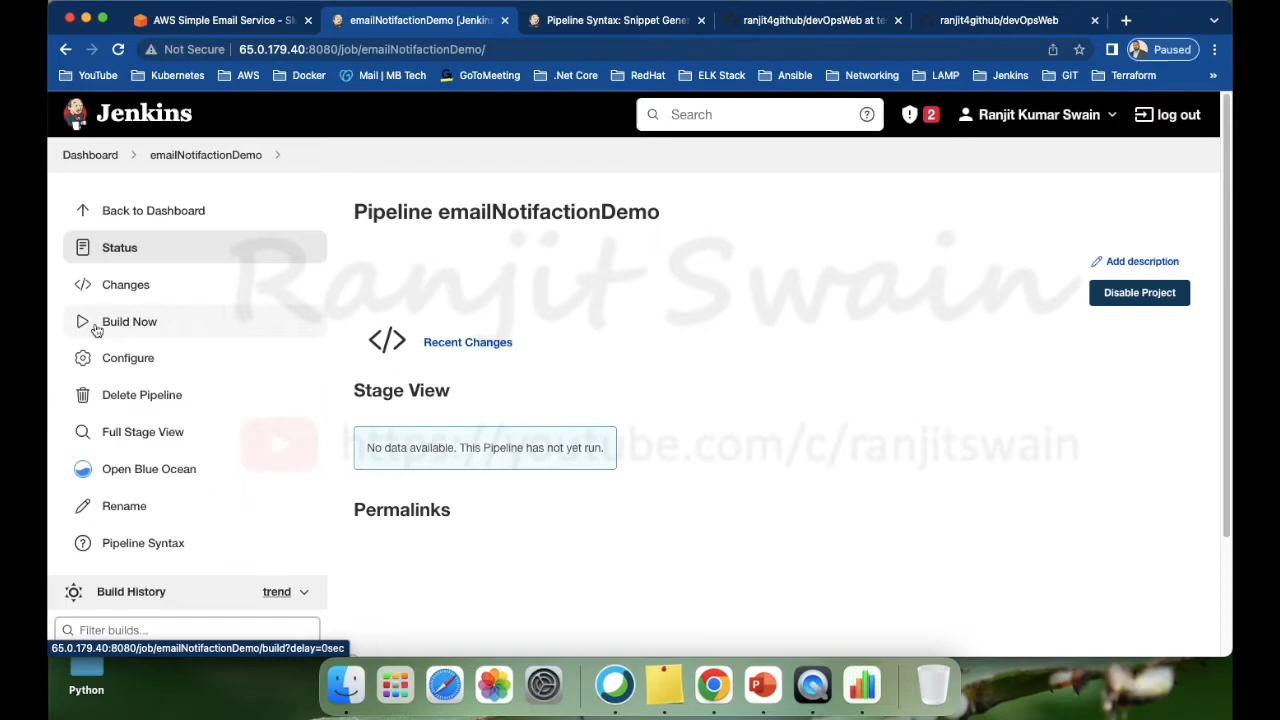 AWS Simple Email Service - S
emailNotifactionDemo [Jenkin
Pipeline Syntax: Snippet Gener
ranjit4github/devOpsWeb at te
ranjit4github/devOpsWeb
Not Secure
65.0.179.40:8080/job/emailNotifactionDemo/
Paused
YouTube
Kubernetes
AWS
Docker
Mail | MB Tech
GoToMeeting
.Net Core
RedHat
ELK Stack
Ansible
Networking
LAMP
Jenkins
GIT
Terraform
Jenkins
Search
2
Ranjit Kumar Swain
log out
Dashboard
emailNotifactionDemo
Back to Dashboard
Status
Changes
Build Now
Configure
Delete Pipeline
Full Stage View
Open Blue Ocean
Rename
Pipeline Syntax
Build History
trend
Filter builds...
65.0.179.40:8080/job/emailNotifactionDemo/build?delay=0sec
Pipeline emailNotifactionDemo
Add description
Disable Project
Ranjit Swain
Recent Changes
Stage View
No data available. This Pipeline has not yet run.
https://youtube.com/c/ranjitswain
Permalinks
Python